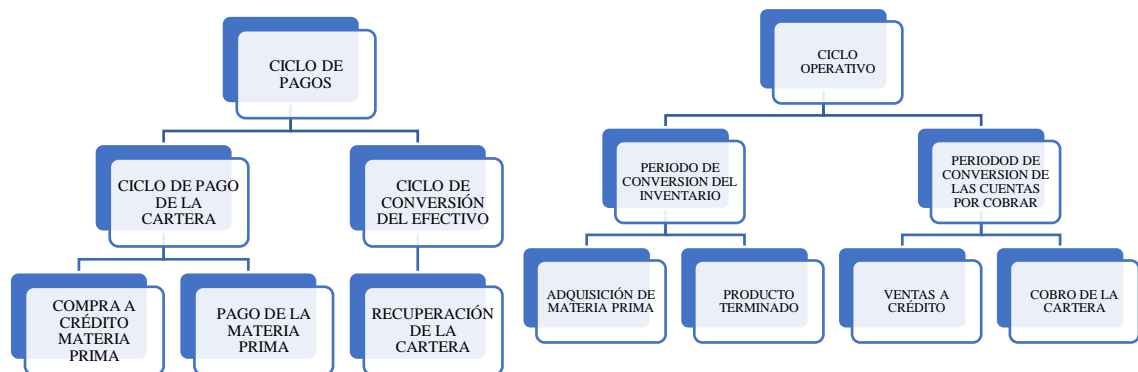 CICLO DE
PAGOS
CICLO DE PAGO
DE LA
CARTERA
CICLO DE
CONVERSIÓN
DEL EFECTIVO
COMPRA A
CRÉDITO
MATERIA
PRIMA
PAGO DE LA
MATERIA
PRIMA
RECUPERACIÓN
DE LA
CARTERA
CICLO
OPERATIVO
PERIODO DE
CONVERSION DEL
INVENTARIO
PERIODOD DE
CONVERSION DE
LAS CUENTAS
POR COBRAR
ADQUISICIÓN DE
MATERIA PRIMA
PRODUCTO
TERMINADO
VENTAS A
CRÉDITO
COBRO DE LA
CARTERA